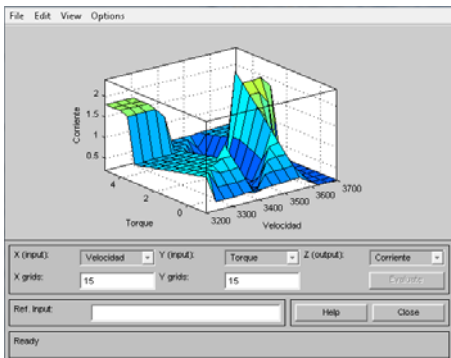 File Edit View Options
2
1.5
1
0.5
Corriente
4
2
0
Torque
3200
3300
3400
3500
3600
3700
Velocidad
X (input): Velocidad Y (input): Torque Z (output): Corriente
X grids: 15 Y grids: 15 Evaluate
Ref. Input: Help Close
Ready